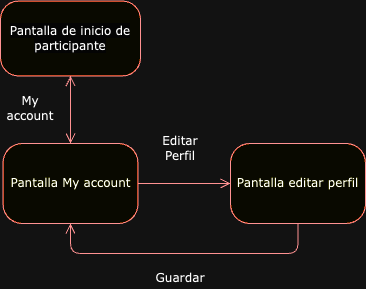 Pantalla de inicio de
participante
My
account
Editar
Perfil
Pantalla My account
Pantalla editar perfil
Guardar